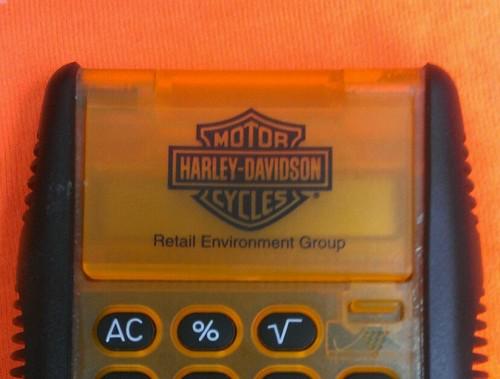 MOTOR
HARLEY-DAVIDSON
CYCLES
Retail Environment Group
AC % √